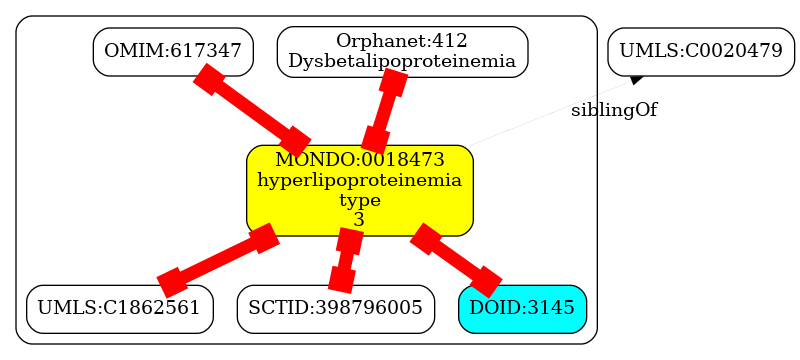 OMIM:617347
Orphanet:412
Dysbetalipoproteinemia
UMLS:C0020479
siblingOf
MONDO:0018473
hyperlipoproteinemia
type
3
UMLS:C1862561
SCTID:398796005
DOID:3145